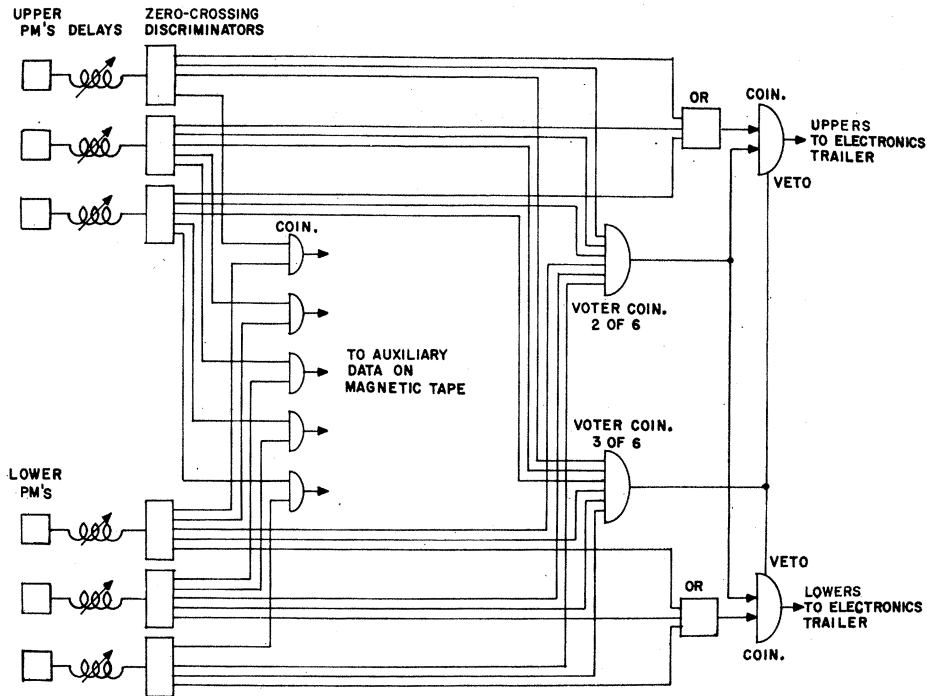 UPPER
PM'S DELAYS
ZERO-CROSSING
DISCRIMINATORS
OR
COIN.
UPPERS
TO ELECTRONICS
TRAILER
VETO
COIN.
VOTER COIN.
2 OF 6
TO AUXILIARY
DATA ON
MAGNETIC TAPE
VOTER COIN.
3 OF 6
LOWER
PM'S
VETO
OR
LOWERS
TO ELECTRONICS
TRAILER
COIN.